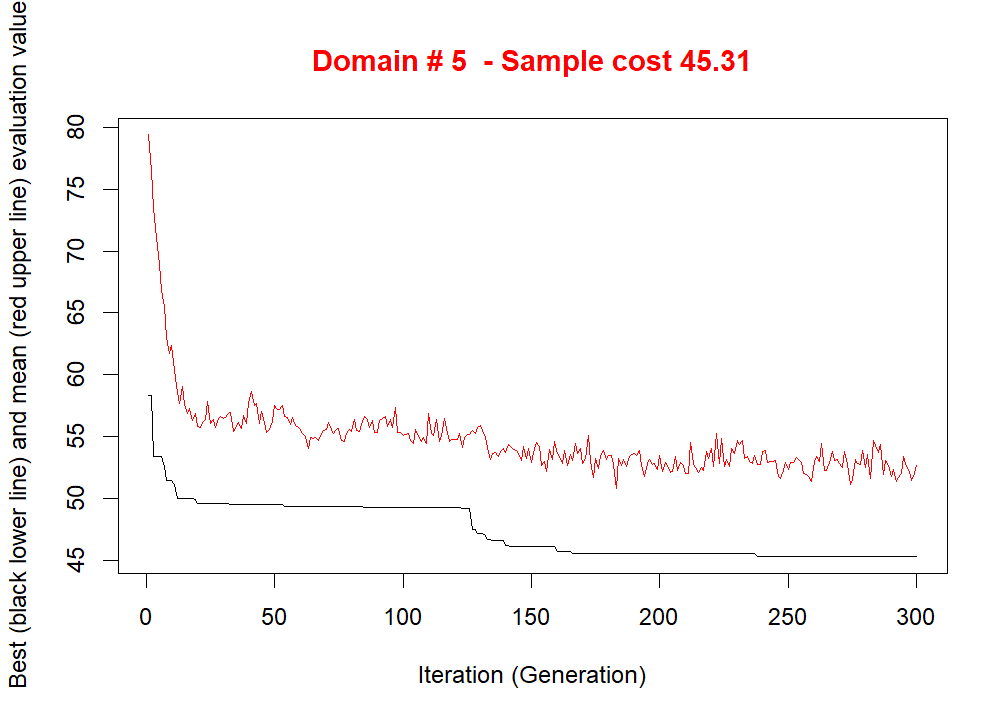 Domain # 5  - Sample cost 45.31
Best (black lower line) and mean (red upper line) evaluation value
80
75
70
65
60
55
50
45
0 50 100 150 200 250 300
Iteration (Generation)